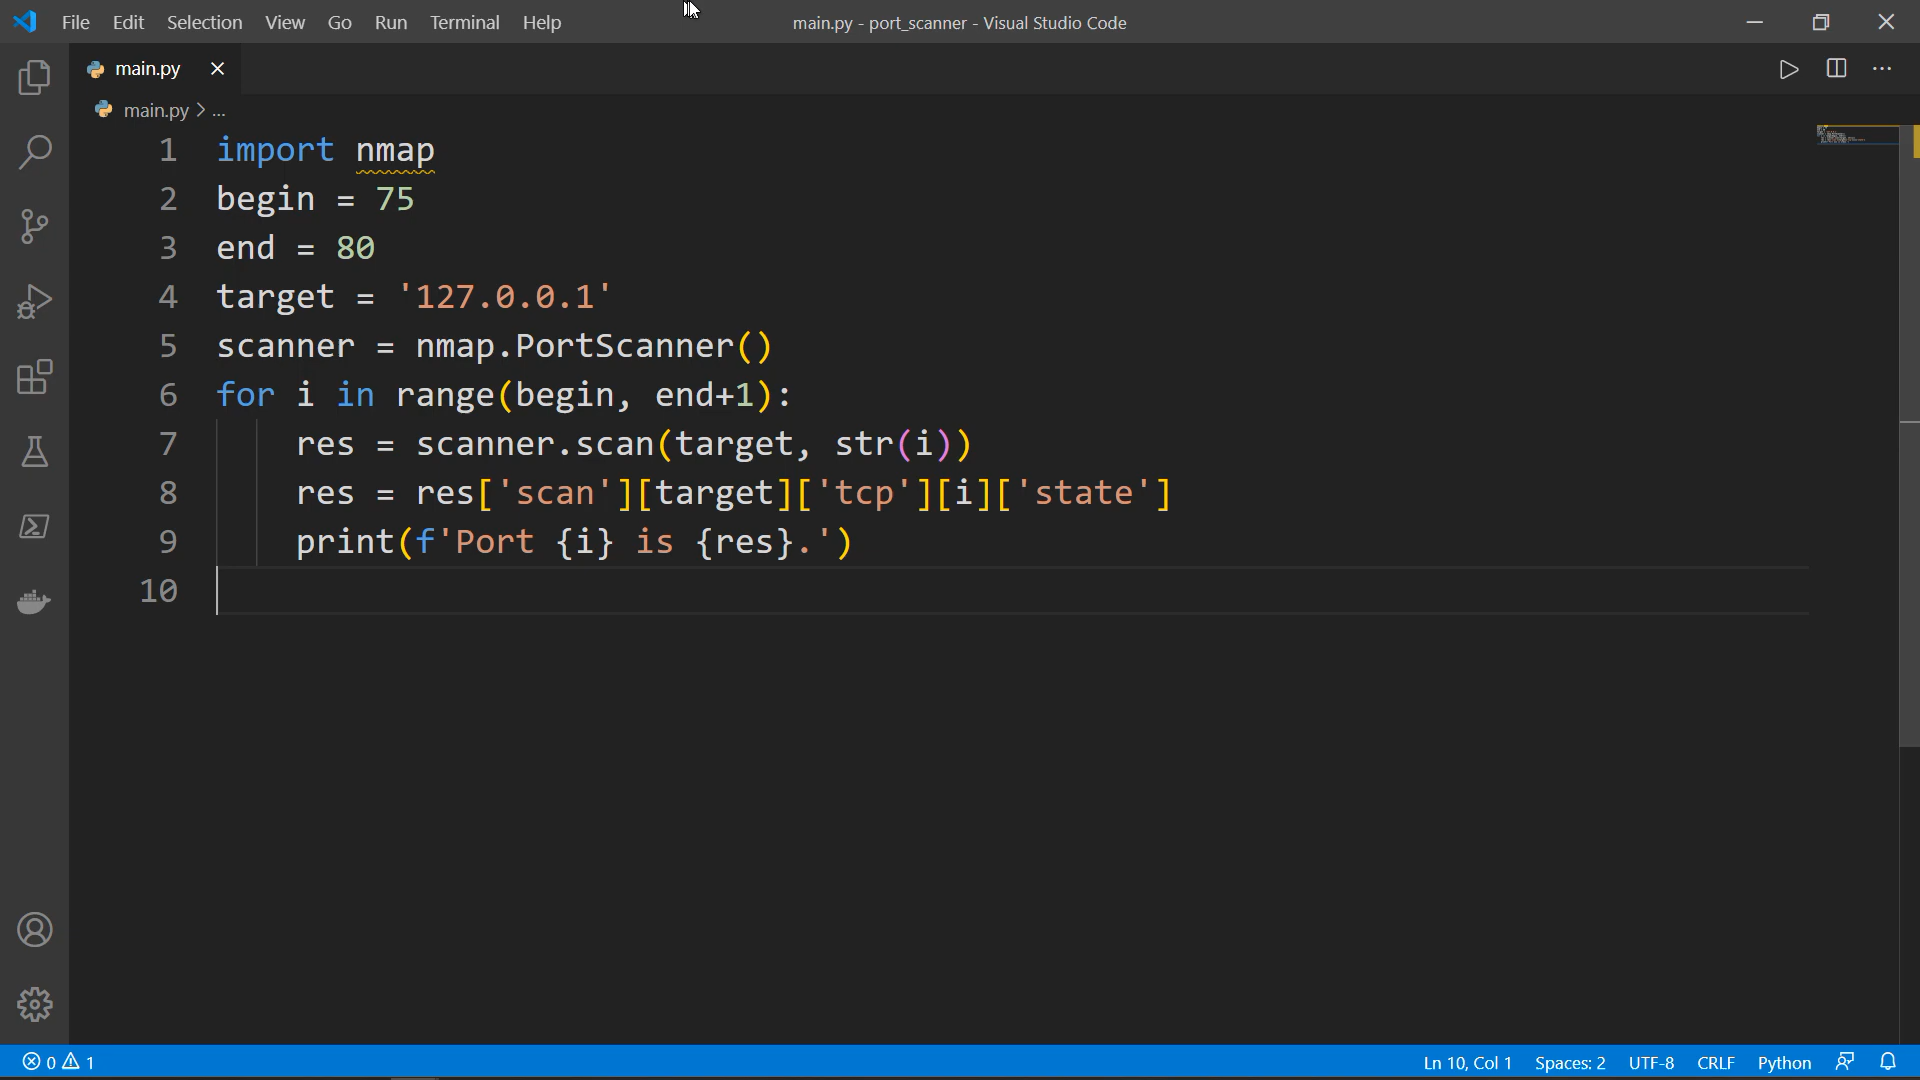 File Edit Selection View Go Run Terminal Help main.py - port_scanner - Visual Studio Code
main.py
main.py > ...
1 import nmap
2 begin = 75
3 end = 80
4 target = '127.0.0.1'
5 scanner = nmap.PortScanner()
6 for i in range(begin, end+1):
7     res = scanner.scan(target, str(i))
8     res = res['scan'][target]['tcp'][i]['state']
9     print(f'Port {i} is {res}.')
10
0 1 Ln 10, Col 1 Spaces: 2 UTF-8 CRLF Python